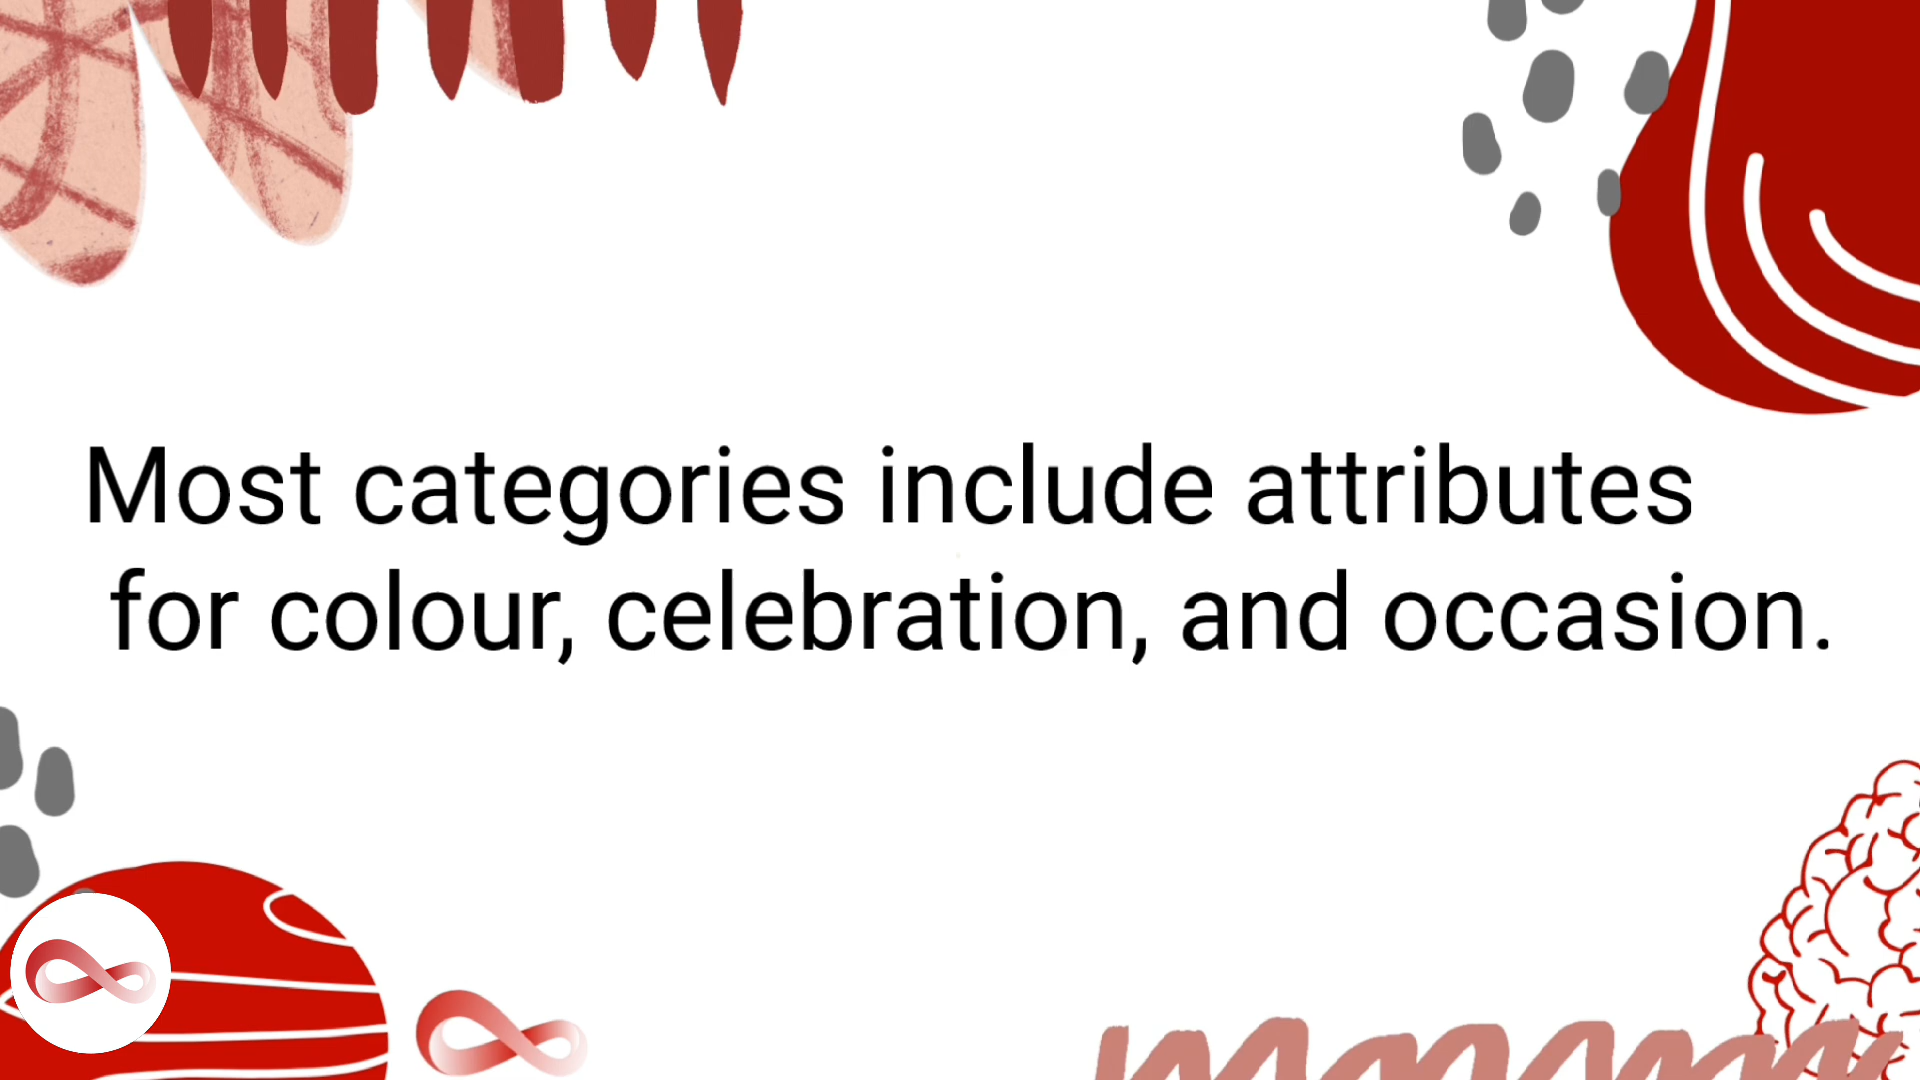 Most categories include attributes
for colour, celebration, and occasion.